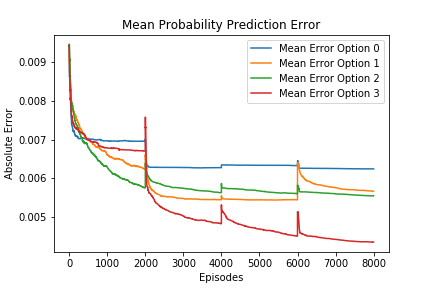 Mean Probability Prediction Error
Mean Error Option 0
Mean Error Option 1
Mean Error Option 2
Mean Error Option 3
Absolute Error
0.009
0.008
0.007
0.006
0.005
0 1000 2000 3000 4000 5000 6000 7000 8000
Episodes